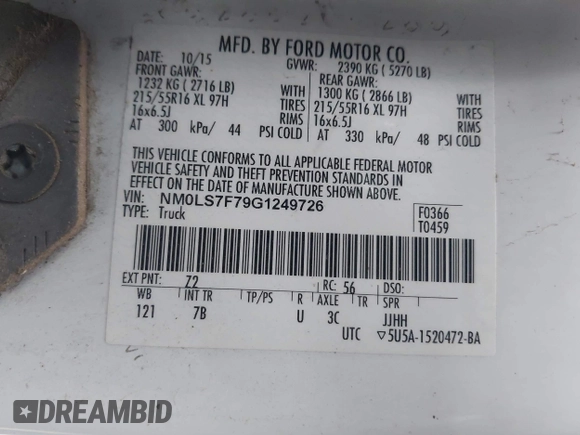 MFD. BY FORD MOTOR CO.
DATE: 10/15 GVWR: 2390 KG ( 5270 LB)
FRONT GAWR: REAR GAWR:
1232 KG ( 2716 LB) 1300 KG ( 2866 LB)
215/55R16 XL 97H WITH TIRES 215/55R16 XL 97H WITH TIRES
16x6.5J RIMS 16x6.5J RIMS
AT 300 kPa/ 44 PSI COLD AT 330 kPa/ 48 PSI COLD
THIS VEHICLE CONFORMS TO ALL APPLICABLE FEDERAL MOTOR
VEHICLE SAFETY AND THEFT PREVENTION STANDARDS IN
EFFECT ON THE DATE OF MANUFACTURE SHOWN ABOVE.
VIN: NM0LS7F79G1249726 F0366
TYPE: Truck T0459
EXT PNT: Z2 RC: 56 DSO:
WB INT TR TP/PS R AXLE TR SPR
121 7B U 3C JJHH
UTC ▽5U5A-1520472-BA
DREAMBID